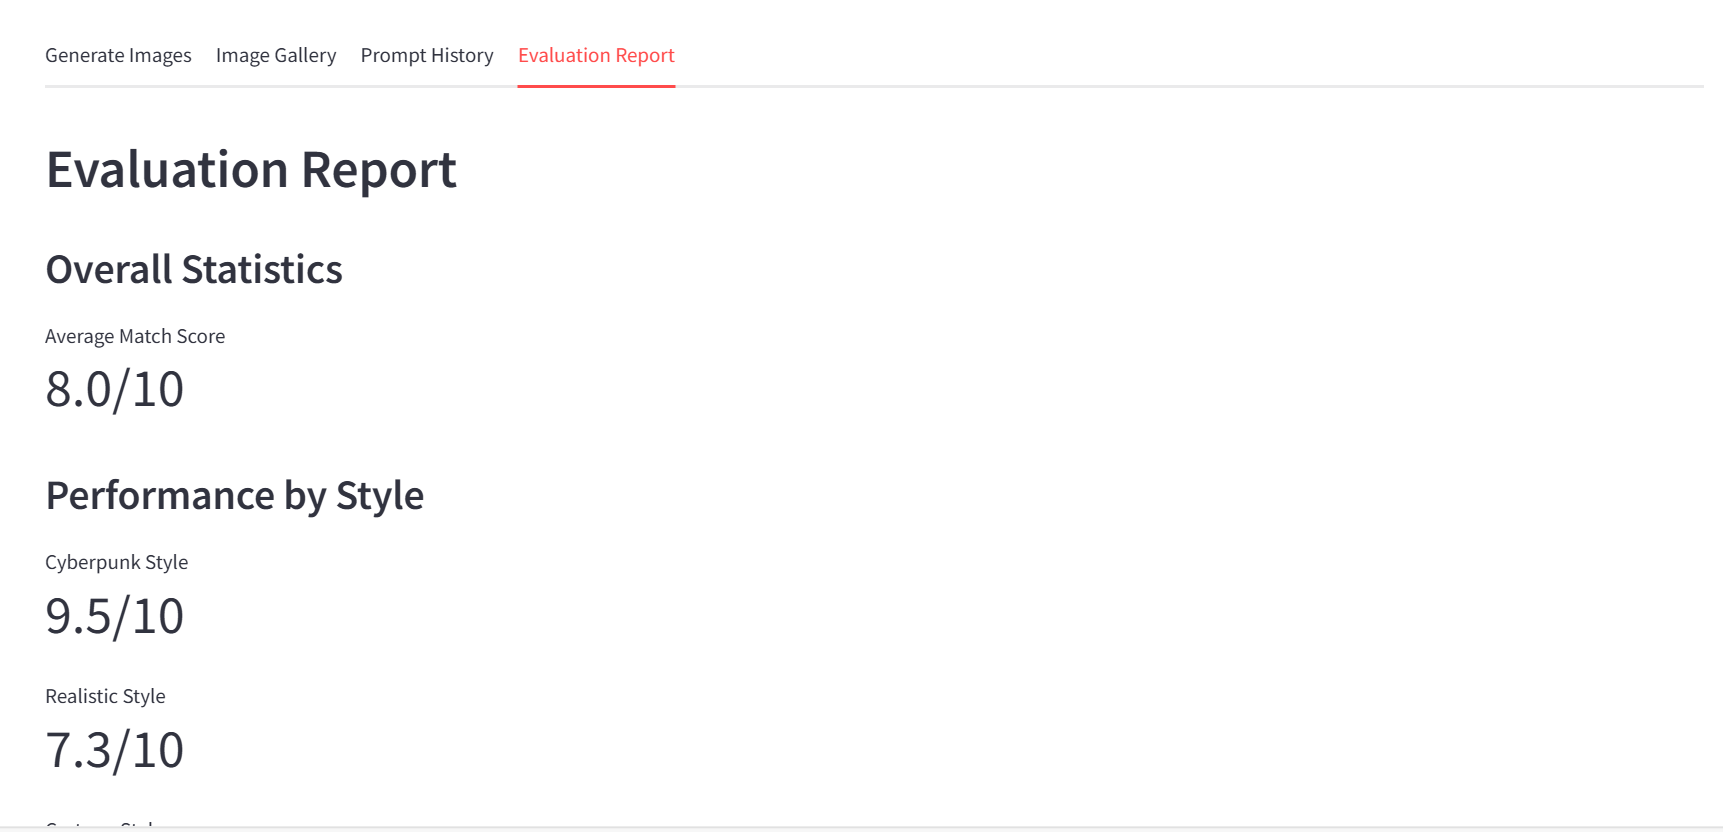 Generate Images Image Gallery Prompt History Evaluation Report
Evaluation Report
Overall Statistics
Average Match Score
8.0/10
Performance by Style
Cyberpunk Style
9.5/10
Realistic Style
7.3/10